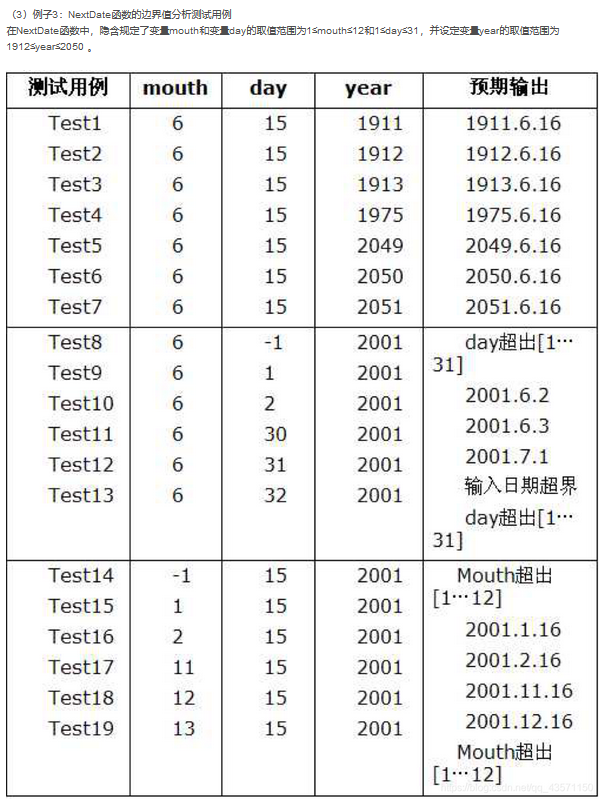 （3）例子3：NextDate函数的边界值分析测试用例
在NextDate函数中，隐含规定了变量mouth和变量day的取值范围为1≤mouth≤12和1≤day≤31，并设定变量year的取值范围为
1912≤year≤2050 。
测试用例 mouth day year 预期输出
Test1 6 15 1911 1911.6.16
Test2 6 15 1912 1912.6.16
Test3 6 15 1913 1913.6.16
Test4 6 15 1975 1975.6.16
Test5 6 15 2049 2049.6.16
Test6 6 15 2050 2050.6.16
Test7 6 15 2051 2051.6.16
Test8 6 -1 2001 day超出[1…
31]
Test9 6 1 2001 2001.6.2
Test10 6 2 2001 2001.6.3
Test11 6 30 2001 2001.7.1
Test12 6 31 2001 输入日期超界
Test13 6 32 2001 day超出[1…
31]
Test14 -1 15 2001 Mouth超出
[1…12]
Test15 1 15 2001 2001.1.16
Test16 2 15 2001 2001.2.16
Test17 11 15 2001 2001.11.16
Test18 12 15 2001 2001.12.16
Test19 13 15 2001 Mouth超出
[1…12]